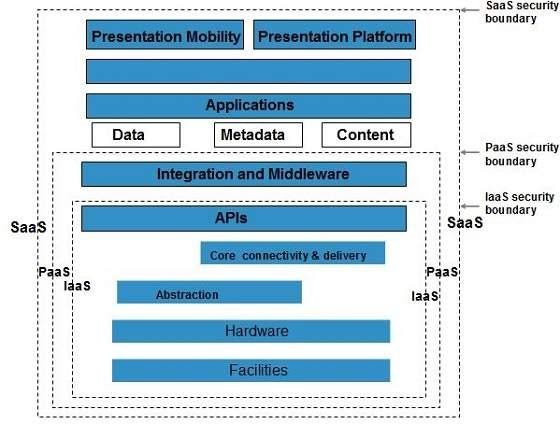 SaaS security
boundary
Presentation Mobility
Presentation Platform
Applications
Data
Metadata
Content
PaaS security
boundary
Integration and Middleware
IaaS security
boundary
APIs
SaaS
SaaS
Core connectivity & delivery
PaaS
PaaS
IaaS
IaaS
Abstraction
Hardware
Facilities